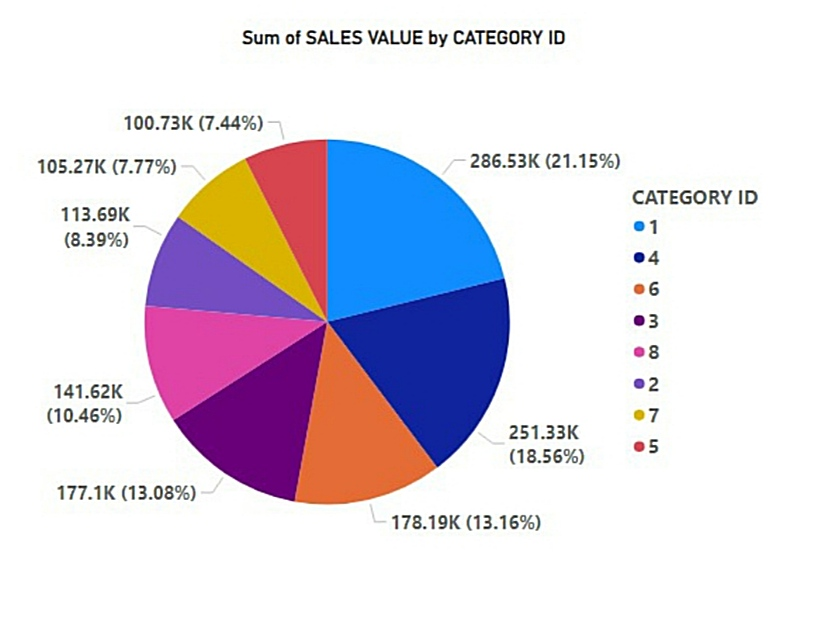 Sum of SALES VALUE by CATEGORY ID
100.73K (7.44%)
105.27K (7.77%)
113.69K
(8.39%)
141.62K
(10.46%)
177.1K (13.08%)
286.53K (21.15%)
251.33K
(18.56%)
178.19K (13.16%)
CATEGORY ID
1
4
6
3
8
2
7
5